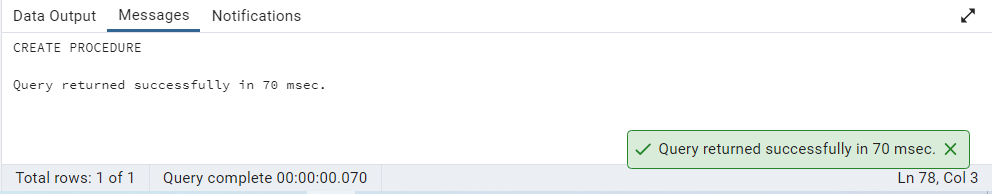 Data Output Messages Notifications
CREATE PROCEDURE
Query returned successfully in 70 msec.
Query returned successfully in 70 msec.
Total rows: 1 of 1 Query complete 00:00:00.070 Ln 78, Col 3